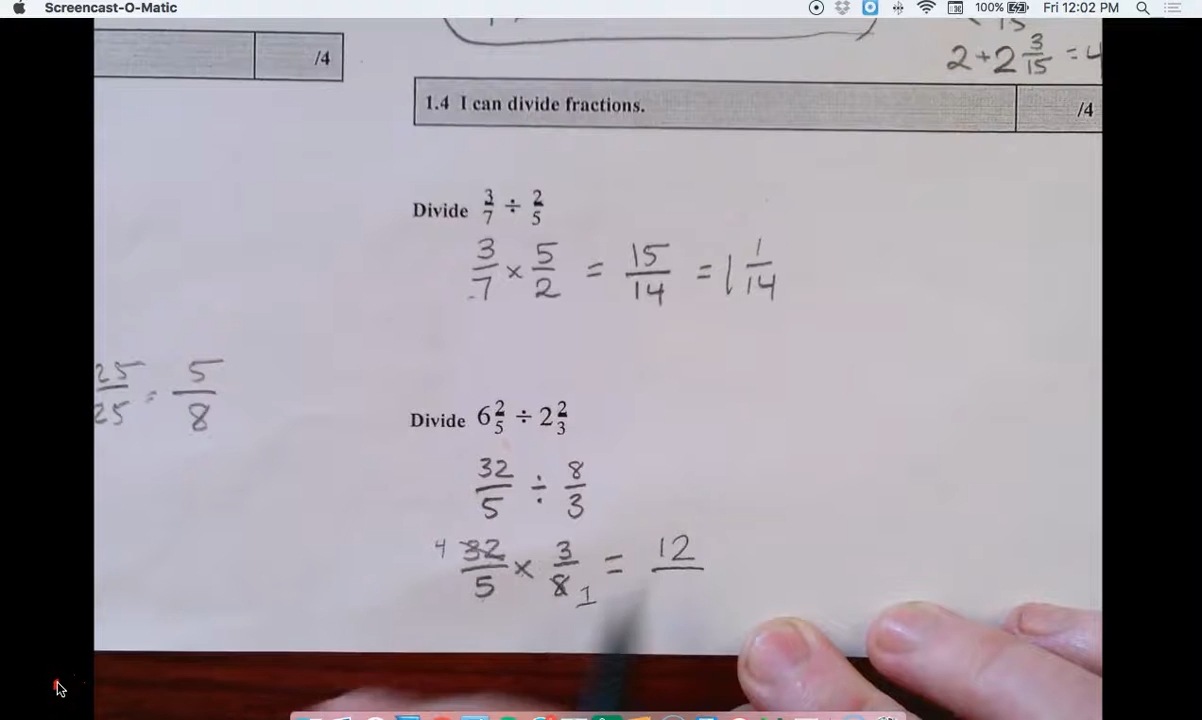 Screencast-O-Matic 100% Fri 12:02 PM
15
2+2 3/15 = 4
/4
1.4 I can divide fractions. /4
Divide 3/7 ÷ 2/5
3/7 × 5/2 = 15/14 = 1 1/14
25/25 = 5/8
Divide 6 2/5 ÷ 2 2/3
32/5 ÷ 8/3
4 32/5 × 3/8 1 = 12